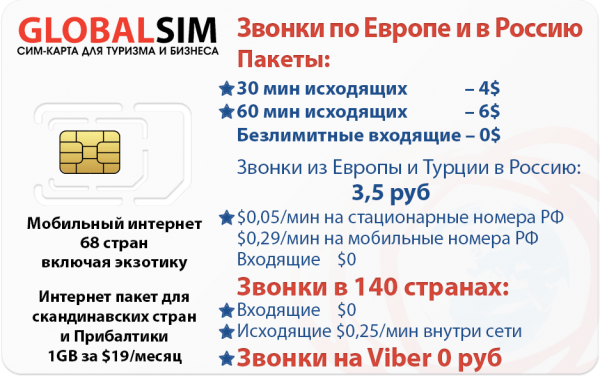 GLOBALSIM
СИМ-КАРТА ДЛЯ ТУРИЗМА И БИЗНЕСА
Мобильный интернет
68 стран
включая экзотику
Интернет пакет для
скандинавских стран
и Прибалтики
1GB за $19/месяц
Звонки по Европе и в Россию
Пакеты:
30 мин исходящих – 4$
60 мин исходящих – 6$
Безлимитные входящие – 0$
Звонки из Европы и Турции в Россию:
3,5 руб
$0,05/мин на стационарные номера РФ
$0,29/мин на мобильные номера РФ
Входящие $0
Звонки в 140 странах:
Входящие $0
Исходящие $0,25/мин внутри сети
Звонки на Viber 0 руб